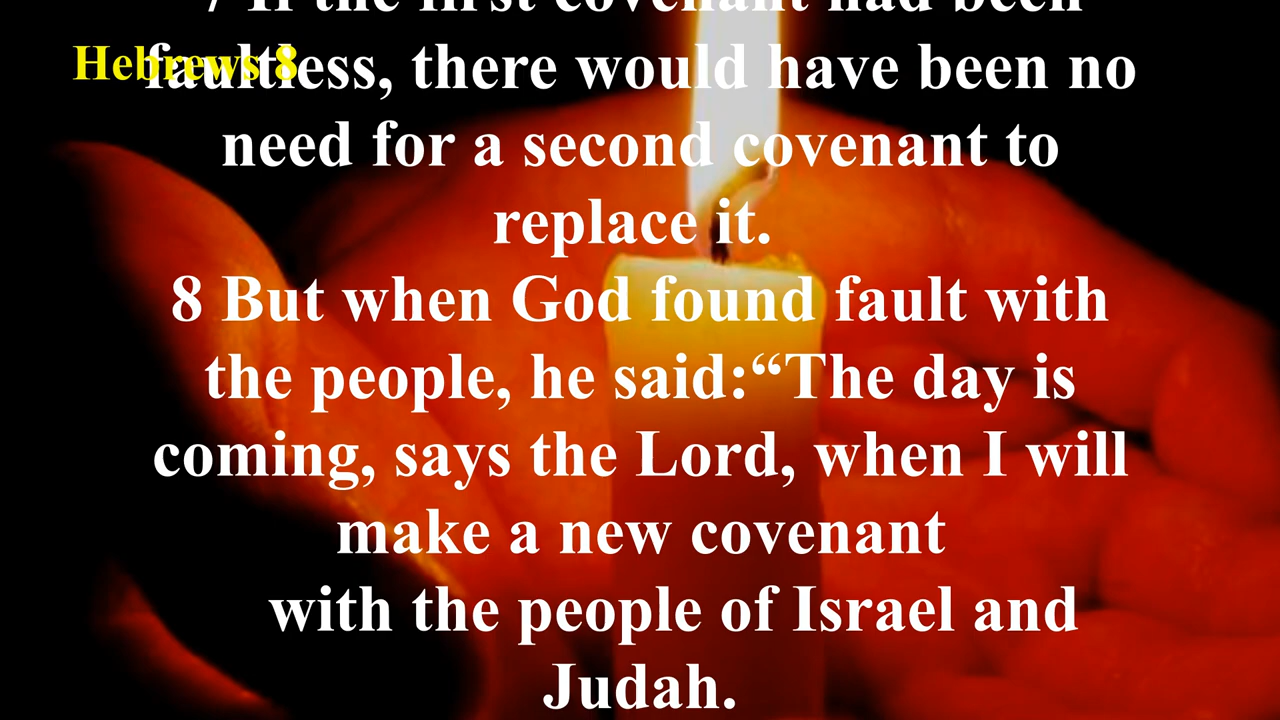 7 If the first covenant had been
Hebrews 8
faultless, there would have been no
need for a second covenant to
replace it.
8 But when God found fault with
the people, he said:“The day is
coming, says the Lord, when I will
make a new covenant
with the people of Israel and
Judah.